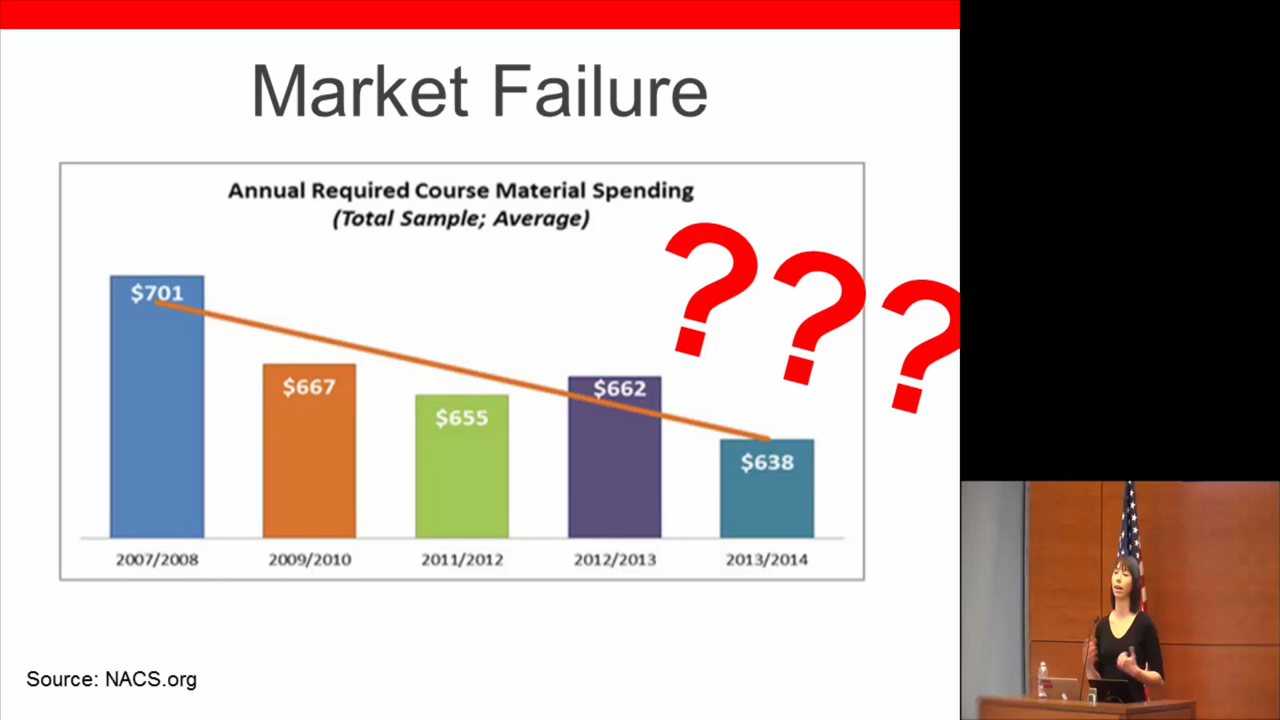 Market Failure
Annual Required Course Material Spending
(Total Sample; Average)
???
$701
$667
$655
$662
$638
2007/2008
2009/2010
2011/2012
2012/2013
2013/2014
Source: NACS.org